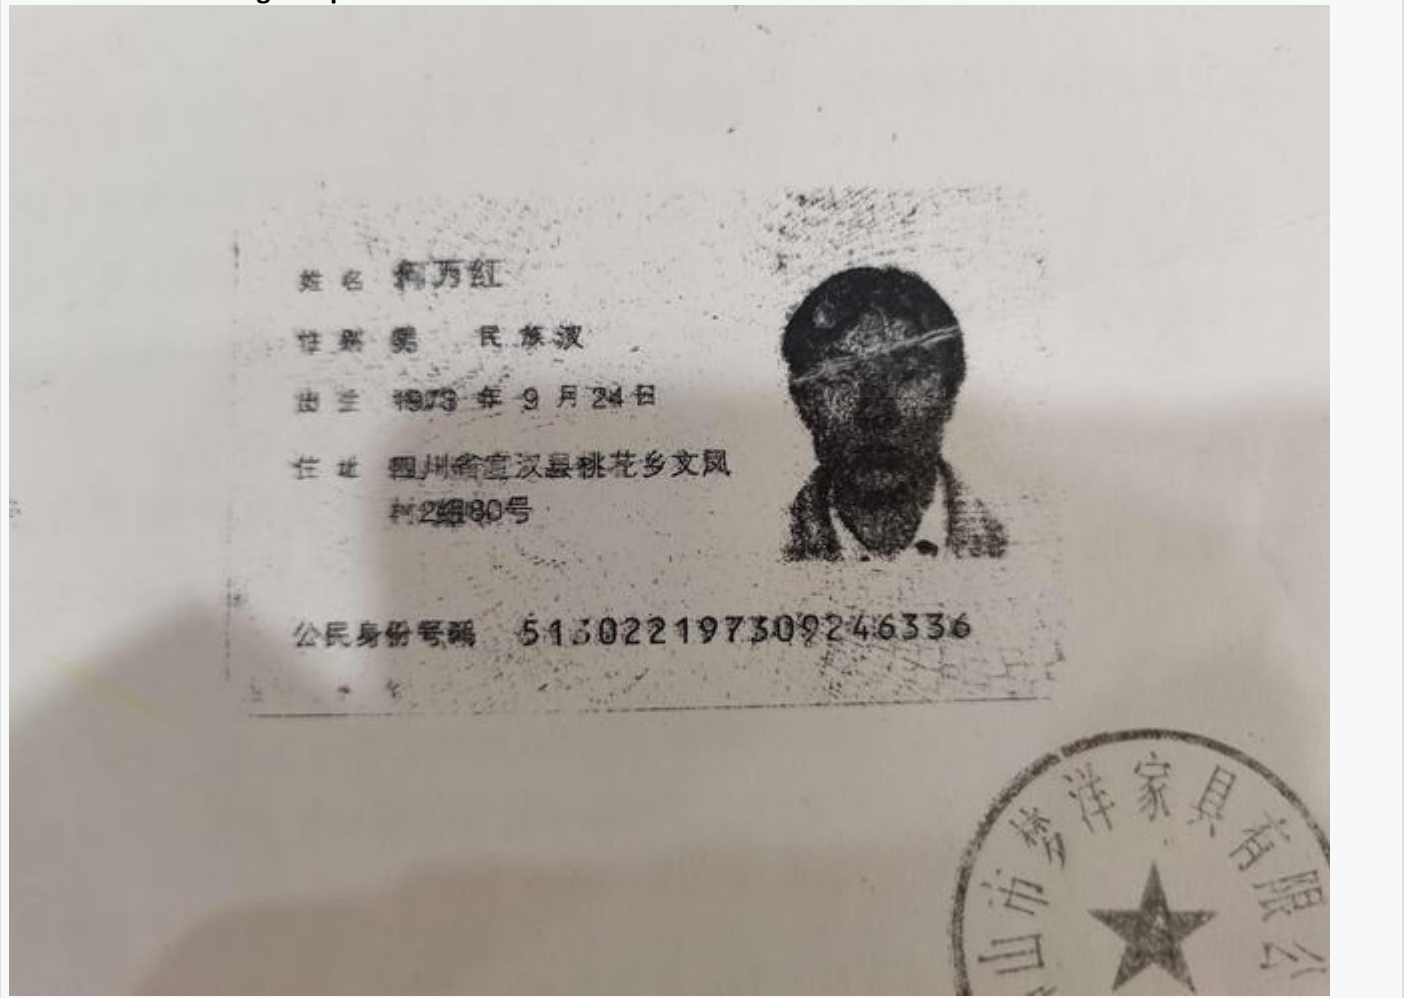 姓名 何万红
性别 男 民族汉
出生 1973 年 9 月 24 日
住址 四川省宣汉县桃花乡文凤
村2组80号
公民身份号码 513022197309246336
山市梦洋家具有限公